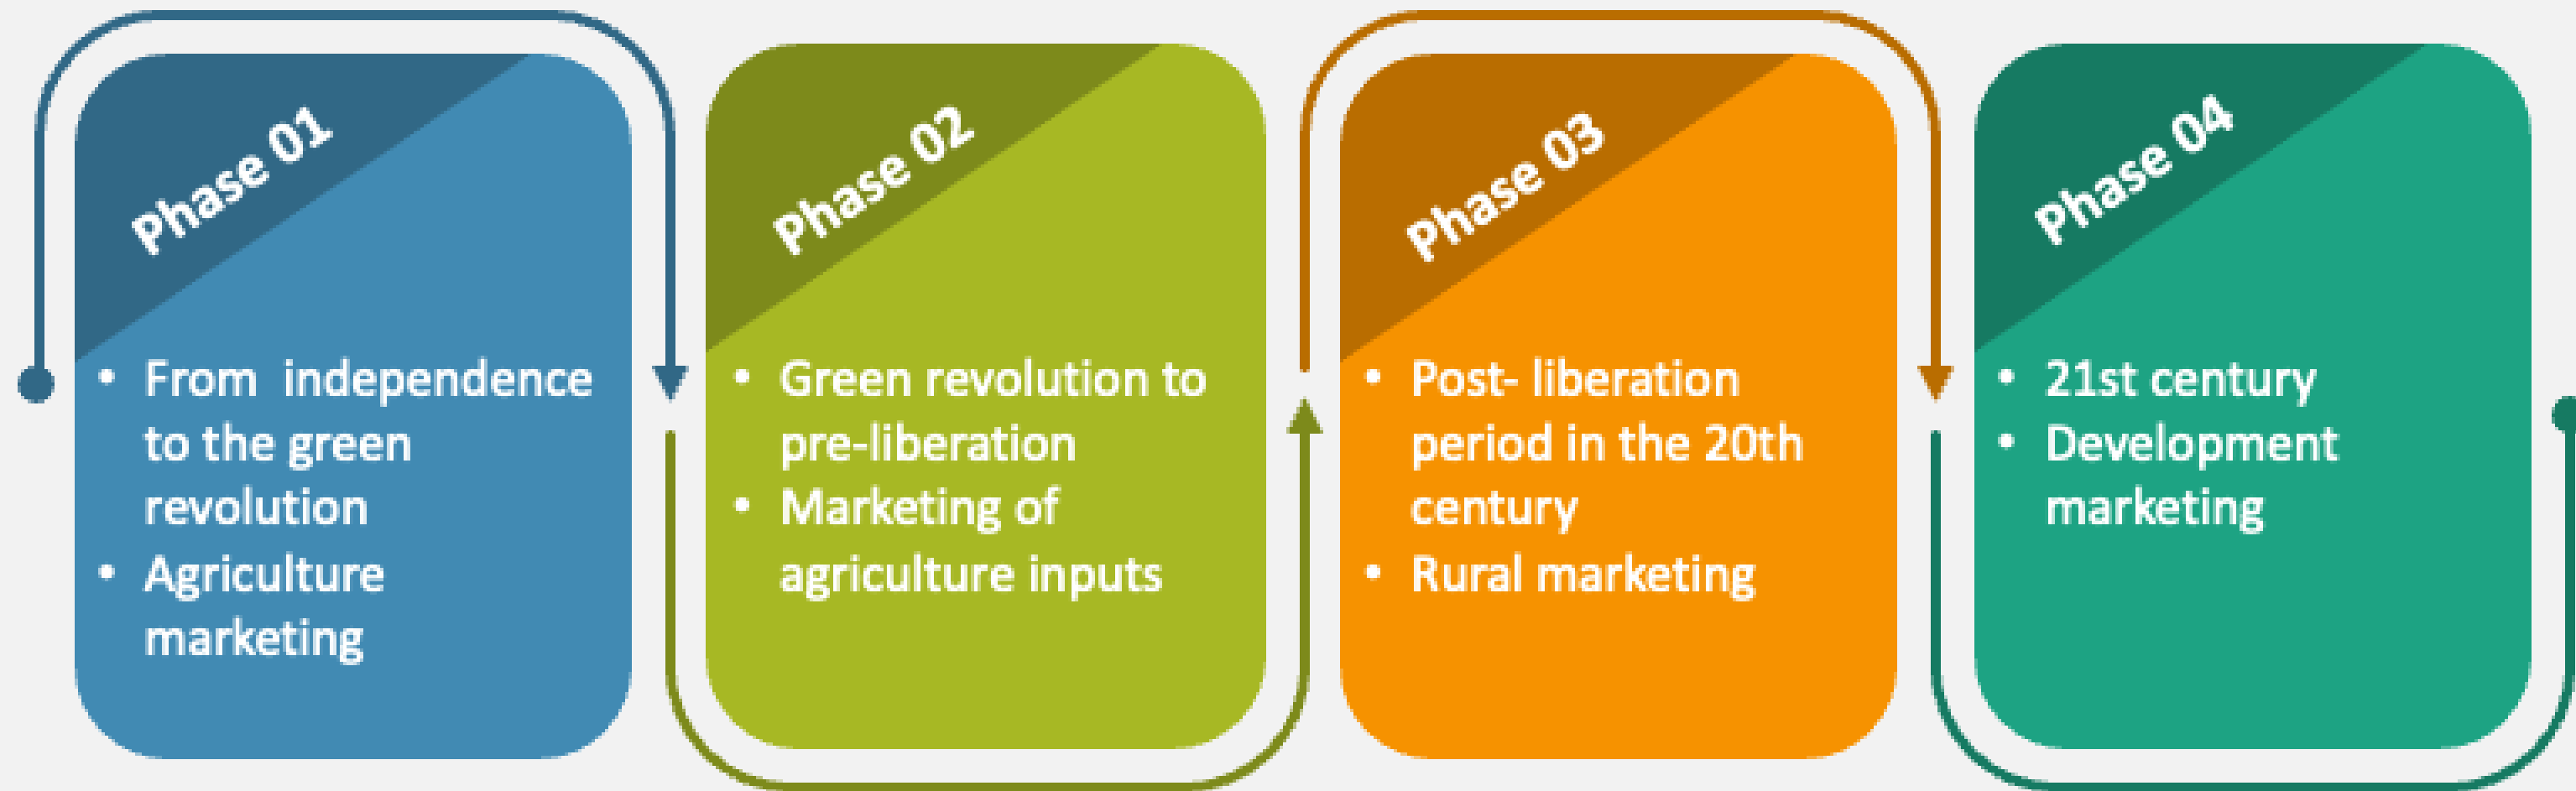 Phase 01
• From  independence
to the green
revolution
• Agriculture
marketing
Phase 02
• Green revolution to
pre-liberation
• Marketing of
agriculture inputs
Phase 03
• Post- liberation
period in the 20th
century
• Rural marketing
Phase 04
• 21st century
• Development
marketing